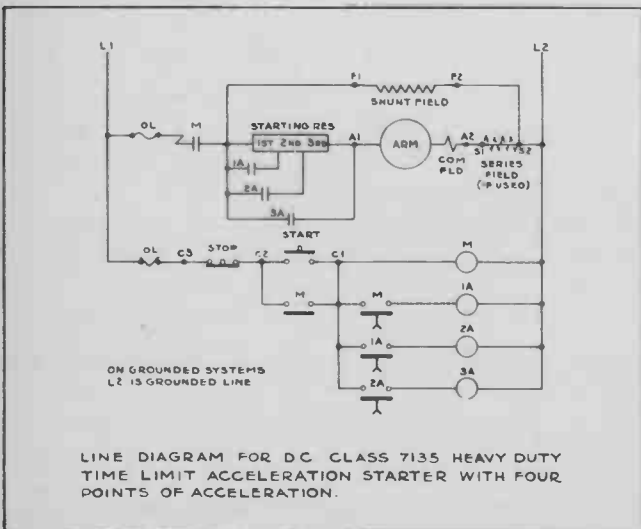 L1
L2
F1
F2
SHUNT FIELD
OL
M
STARTING RES
1ST 2ND 3RD
A1
ARM
A2
S1
S2
COM
FLD
SERIES
FIELD
(IF USED)
1A
2A
3A
START
OL
C3
STOP
C2
C1
M
M
M
1A
1A
2A
2A
3A
ON GROUNDED SYSTEMS
L2 IS GROUNDED LINE
LINE DIAGRAM FOR D C CLASS 7135 HEAVY DUTY
TIME LIMIT ACCELERATION STARTER WITH FOUR
POINTS OF ACCELERATION.